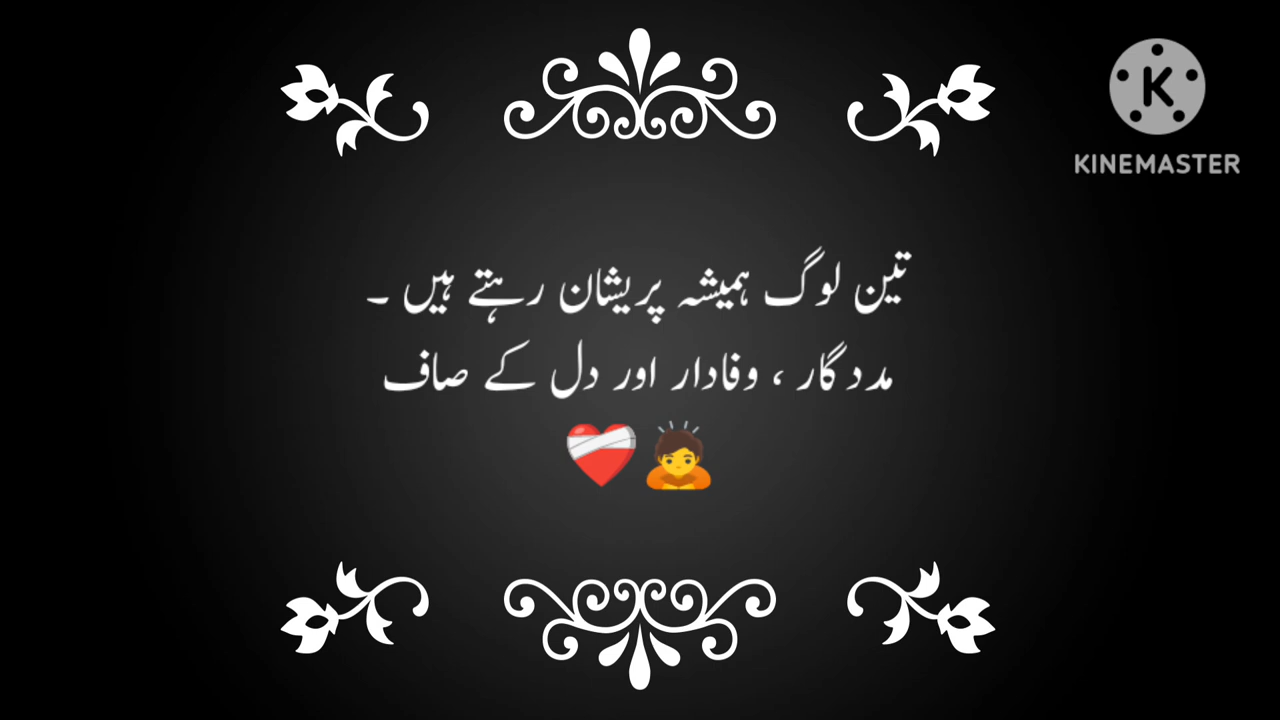 KINEMASTER
تین لوگ ہمیشہ پریشان رہتے ہیں ۔
مددگار ، وفادار اور دل کے صاف
❤️‍🩹🙇